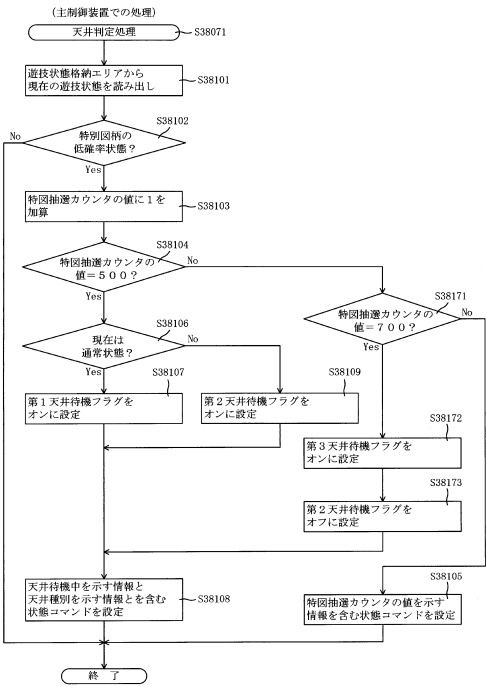 (主制御装置での処理)
天井判定処理
S38071
遊技状態格納エリアから
現在の遊技状態を読み出し
S38101
特別図柄の
低確率状態？
S38102
No
Yes
特図抽選カウンタの値に１を
加算
S38103
特図抽選カウンタの
値＝５００？
S38104
No
Yes
特図抽選カウンタの
値＝７００？
S38171
No
Yes
現在は
通常状態？
S38106
No
Yes
第１天井待機フラグを
オンに設定
S38107
第２天井待機フラグを
オンに設定
S38109
第３天井待機フラグを
オンに設定
S38172
第２天井待機フラグを
オフに設定
S38173
天井待機中を示す情報と
天井種別を示す情報とを含む
状態コマンドを設定
S38108
特図抽選カウンタの値を示す
情報を含む状態コマンドを設定
S38105
終 了